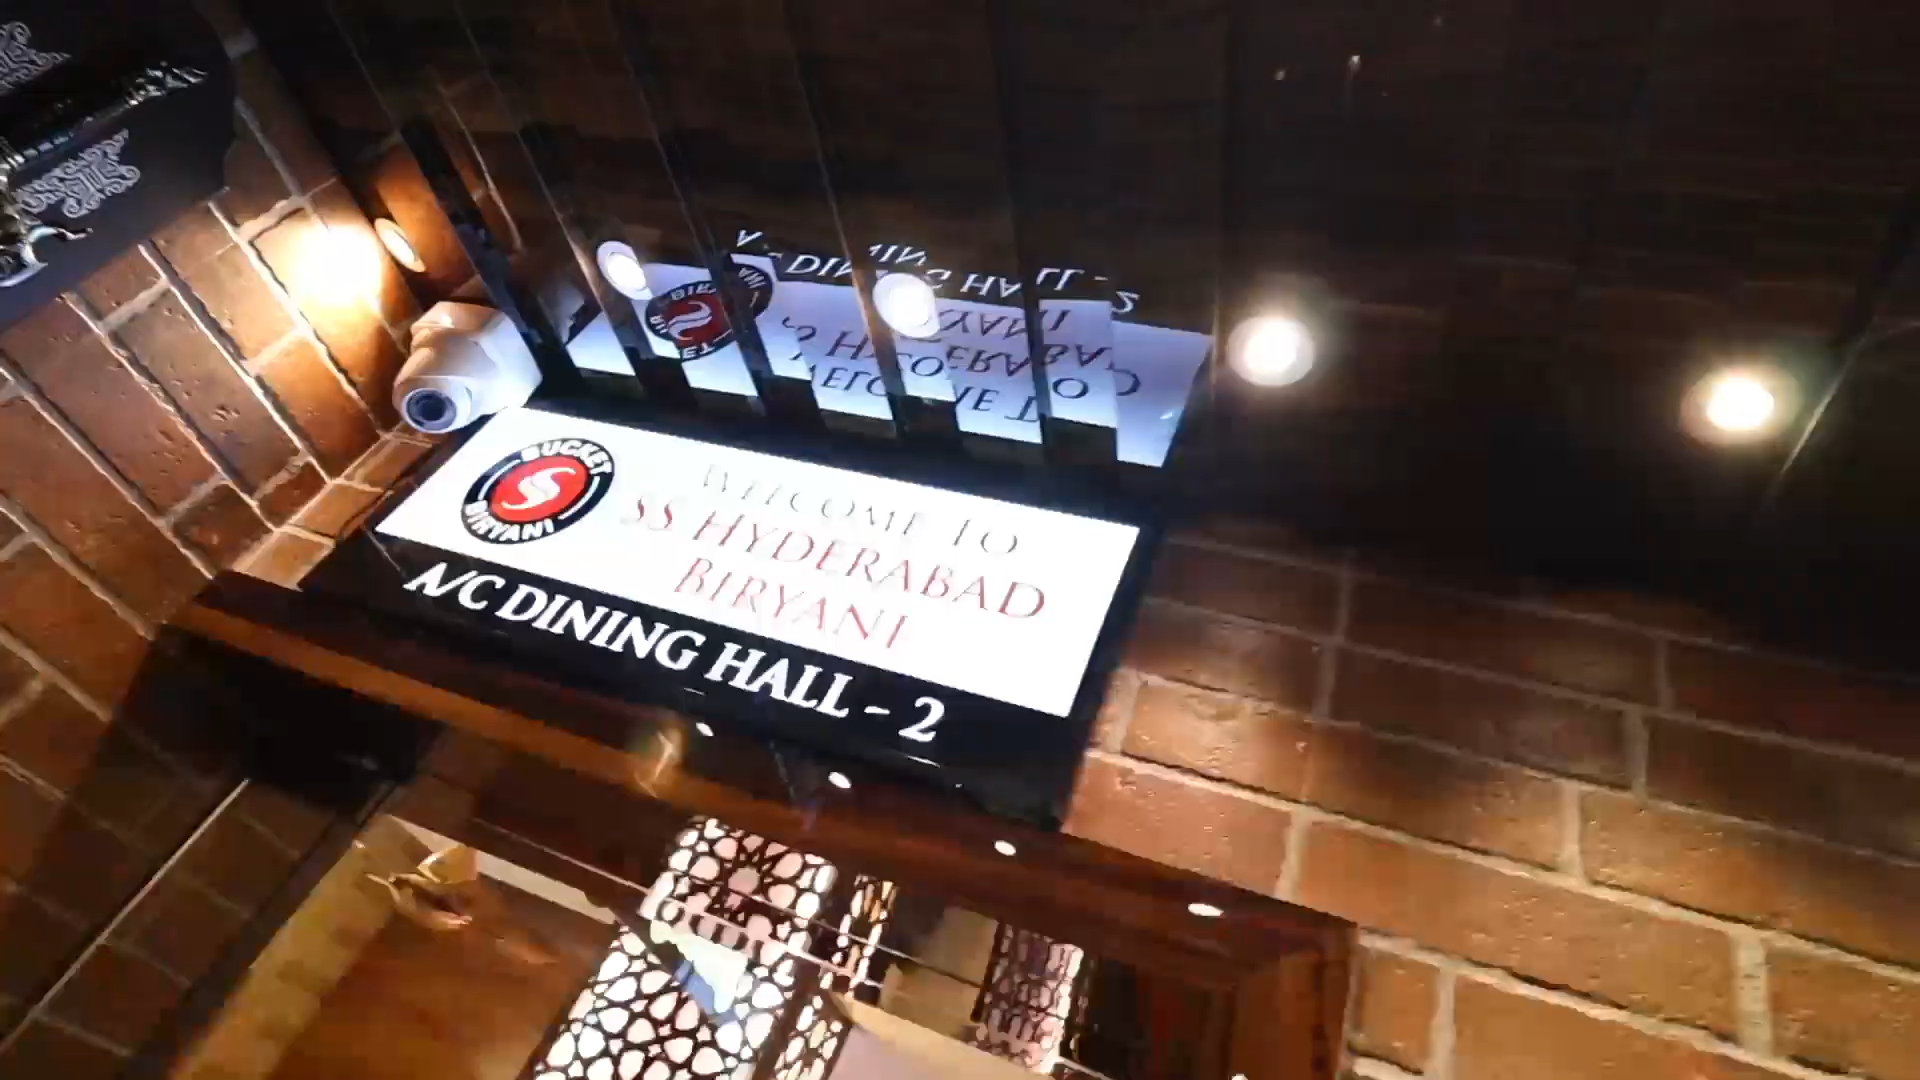 BUCKET
BIRYANI
WELCOME TO
SS HYDERABAD
BIRYANI
A/C DINING HALL - 2